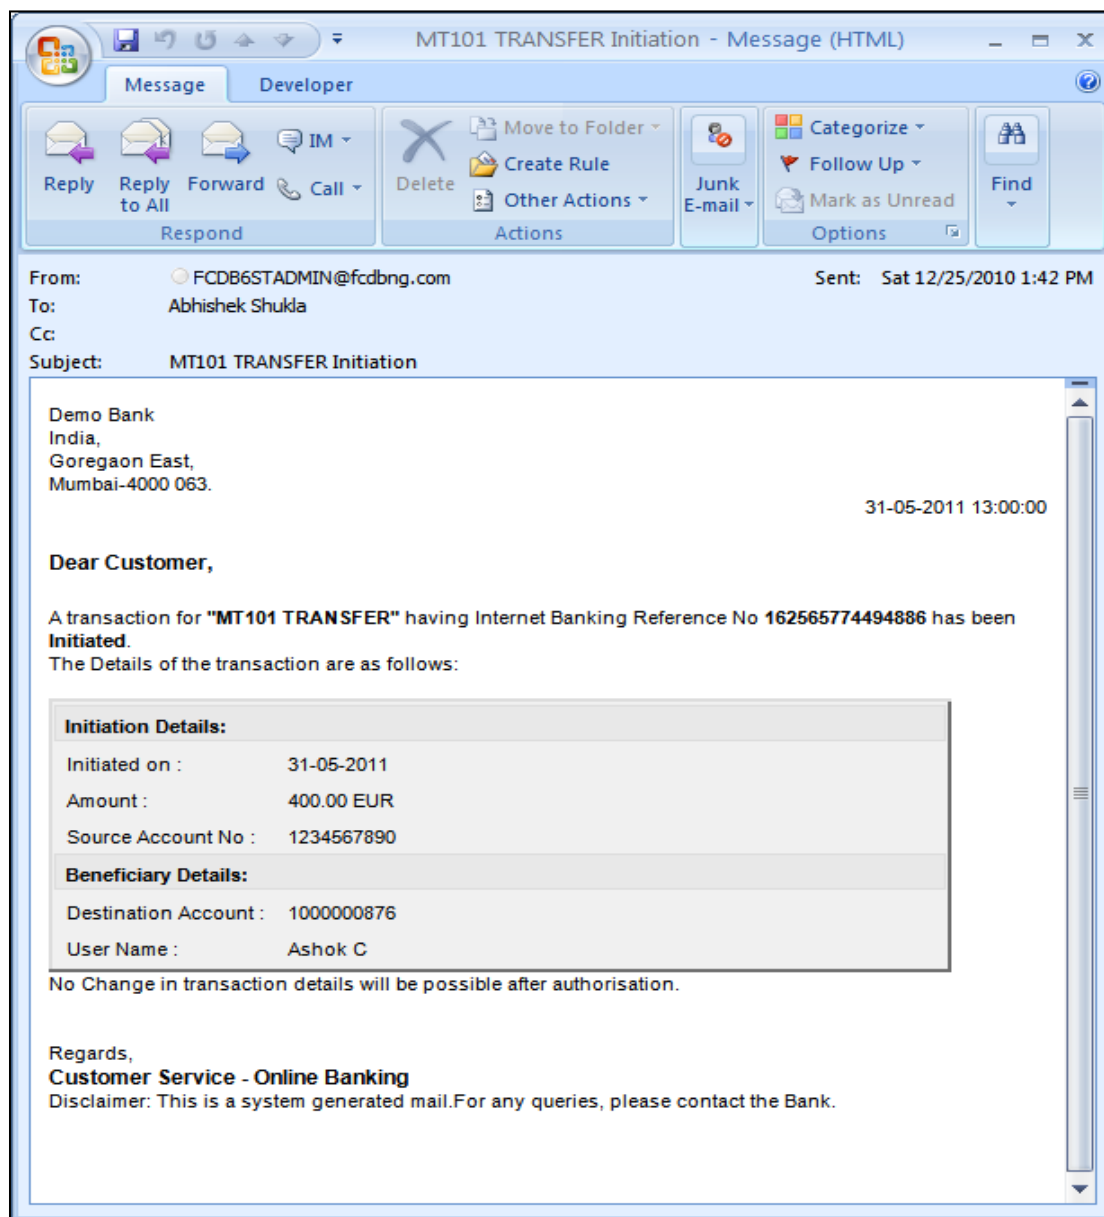 MT101 TRANSFER Initiation - Message (HTML)
Message Developer
Reply
Reply to All
Forward
IM
Call
Respond
Delete
Move to Folder
Create Rule
Other Actions
Actions
Junk E-mail
Categorize
Follow Up
Mark as Unread
Options
Find
From: FCDB6STADMIN@fcdbng.com Sent: Sat 12/25/2010 1:42 PM
To: Abhishek Shukla
Cc:
Subject: MT101 TRANSFER Initiation
Demo Bank
India,
Goregaon East,
Mumbai-4000 063.
31-05-2011 13:00:00
Dear Customer,
A transaction for "MT101 TRANSFER" having Internet Banking Reference No 162565774494886 has been
Initiated.
The Details of the transaction are as follows:
Initiation Details:
Initiated on : 31-05-2011
Amount : 400.00 EUR
Source Account No : 1234567890
Beneficiary Details:
Destination Account : 1000000876
User Name : Ashok C
No Change in transaction details will be possible after authorisation.
Regards,
Customer Service - Online Banking
Disclaimer: This is a system generated mail.For any queries, please contact the Bank.